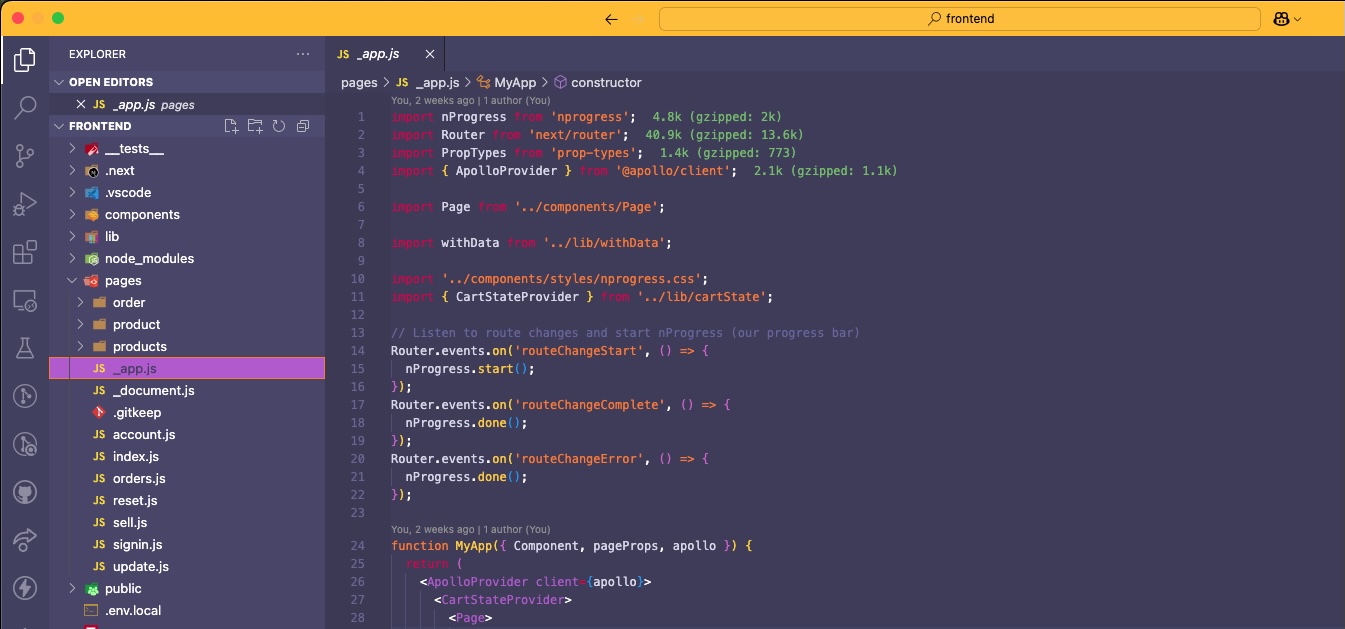 frontend
EXPLORER
OPEN EDITORS
JS _app.js pages
FRONTEND
__tests__
.next
.vscode
components
lib
node_modules
pages
order
product
products
JS _app.js
JS _document.js
.gitkeep
JS account.js
JS index.js
JS orders.js
JS reset.js
JS sell.js
JS signin.js
JS update.js
public
.env.local
JS _app.js
pages > JS _app.js > MyApp > constructor
You, 2 weeks ago | 1 author (You)
1 import nProgress from 'nprogress'; 4.8k (gzipped: 2k)
2 import Router from 'next/router'; 40.9k (gzipped: 13.6k)
3 import PropTypes from 'prop-types'; 1.4k (gzipped: 773)
4 import { ApolloProvider } from '@apollo/client'; 2.1k (gzipped: 1.1k)
5
6 import Page from '../components/Page';
7
8 import withData from '../lib/withData';
9
10 import '../components/styles/nprogress.css';
11 import { CartStateProvider } from '../lib/cartState';
12
13 // Listen to route changes and start nProgress (our progress bar)
14 Router.events.on('routeChangeStart', () => {
15 nProgress.start();
16 });
17 Router.events.on('routeChangeComplete', () => {
18 nProgress.done();
19 });
20 Router.events.on('routeChangeError', () => {
21 nProgress.done();
22 });
23
You, 2 weeks ago | 1 author (You)
24 function MyApp({ Component, pageProps, apollo }) {
25 return (
26 <ApolloProvider client={apollo}>
27 <CartStateProvider>
28 <Page>